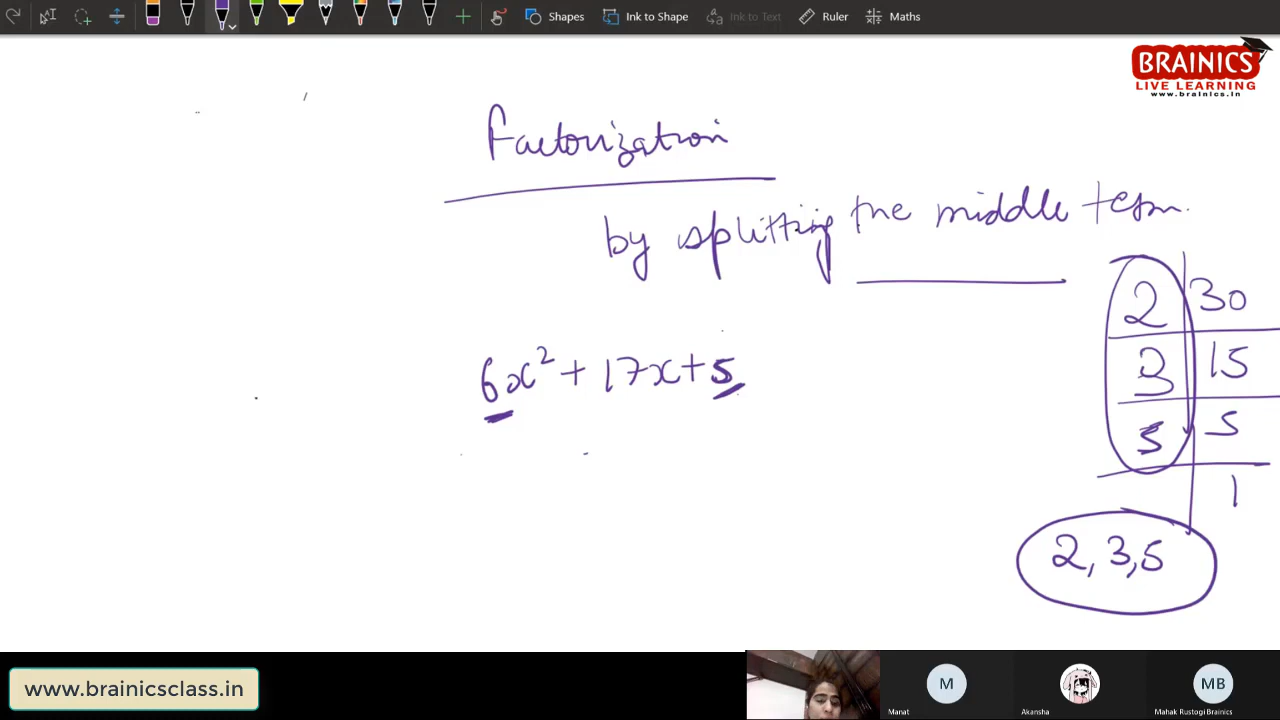 Shapes
Ink to Shape
Ink to Text
Ruler
Maths
BRAINICS
LIVE LEARNING
www.brainics.in
Factorization
by splitting the middle term.
2 30
3 15
5 5
1
6x² + 17x + 5
2, 3, 5
www.brainicsclass.in
M
MB
Manat
Akansha
Mahak Rustogi Brainics